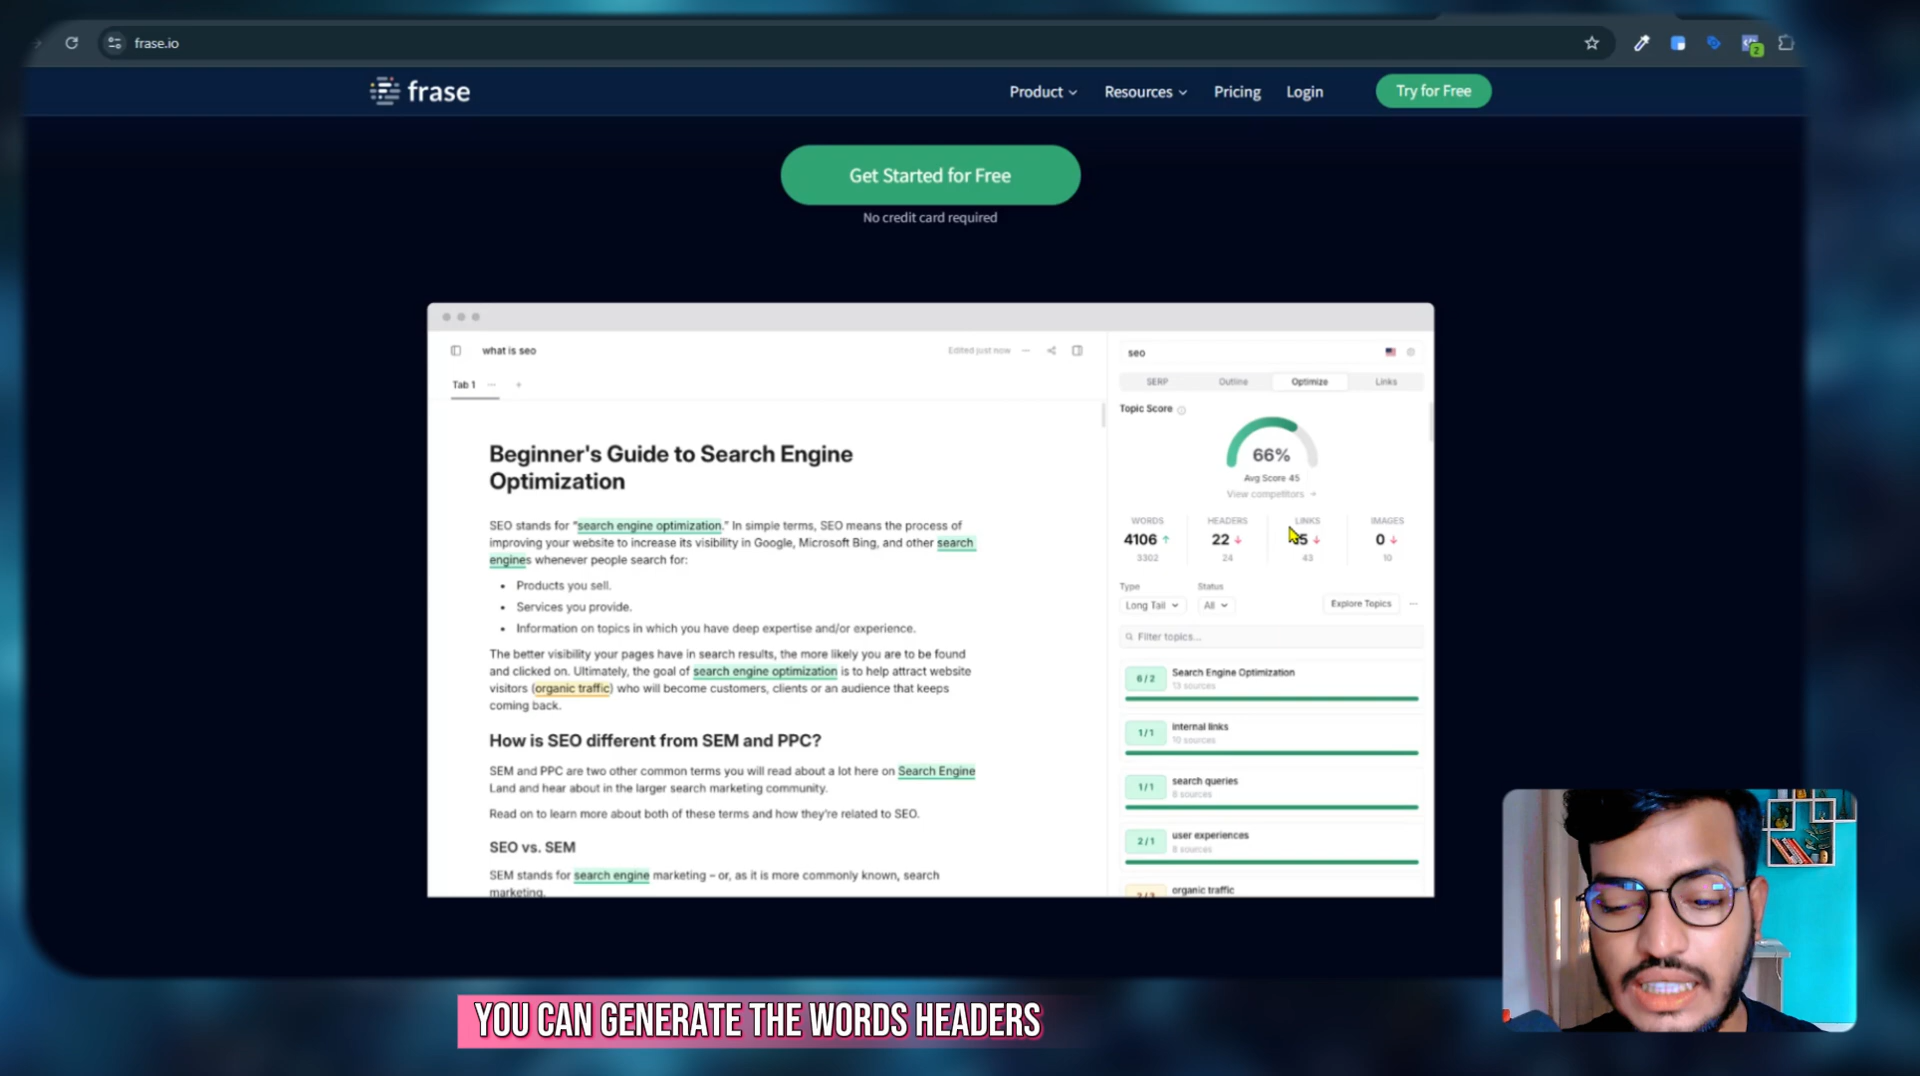 frase.io
2
frase
Product
Resources
Pricing
Login
Try for Free
Get Started for Free
No credit card required
what is seo
Edited just now
Tab 1
+
Beginner's Guide to Search Engine
Optimization
SEO stands for "search engine optimization." In simple terms, SEO means the process of
improving your website to increase its visibility in Google, Microsoft Bing, and other search
engines whenever people search for:
• Products you sell.
• Services you provide.
• Information on topics in which you have deep expertise and/or experience.
The better visibility your pages have in search results, the more likely you are to be found
and clicked on. Ultimately, the goal of search engine optimization is to help attract website
visitors (organic traffic) who will become customers, clients or an audience that keeps
coming back.
How is SEO different from SEM and PPC?
SEM and PPC are two other common terms you will read about a lot here on Search Engine
Land and hear about in the larger search marketing community.
Read on to learn more about both of these terms and how they're related to SEO.
SEO vs. SEM
SEM stands for search engine marketing – or, as it is more commonly known, search
marketing.
seo
SERP
Outline
Optimize
Links
Topic Score
66%
Avg Score 45
View competitors →
WORDS
HEADERS
LINKS
IMAGES
4106 ↑
22 ↓
5 ↓
0 ↓
3302
24
43
10
Type
Status
Long Tail
All
Explore Topics
Filter topics...
6 / 2
Search Engine Optimization
13 sources
1 / 1
internal links
10 sources
1 / 1
search queries
8 sources
2 / 1
user experiences
8 sources
organic traffic
YOU CAN GENERATE THE WORDS HEADERS